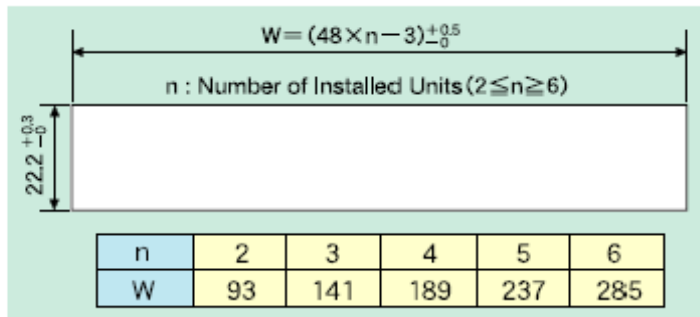 W=(48×n−3)+0.5 −0
n : Number of Installed Units(2≦n≧6)
22.2 +0.3 −0
n 2 3 4 5 6
W 93 141 189 237 285